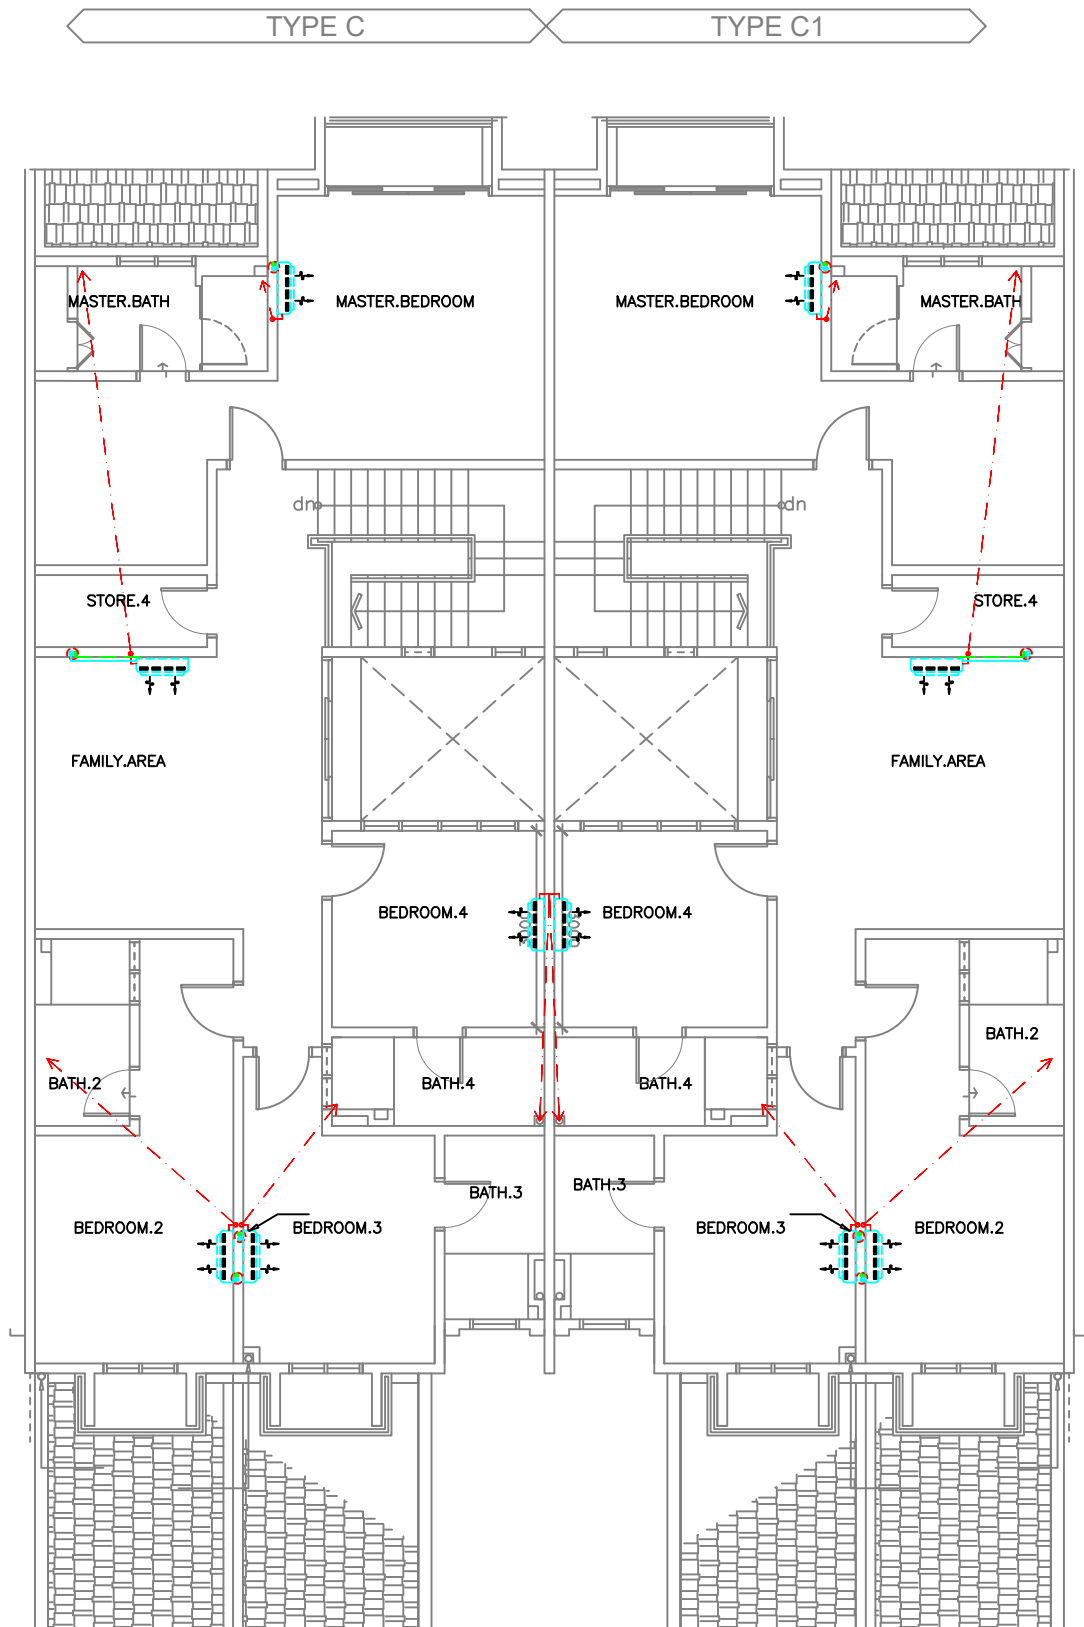 TYPE C TYPE C1
MASTER.BATH MASTER.BEDROOM MASTER.BEDROOM MASTER.BATH
dn dn
STORE.4 STORE.4
FAMILY.AREA FAMILY.AREA
BEDROOM.4 BEDROOM.4
BATH.2
BATH.2 BATH.4 BATH.4
BATH.3 BATH.3
BEDROOM.2 BEDROOM.3 BEDROOM.3 BEDROOM.2